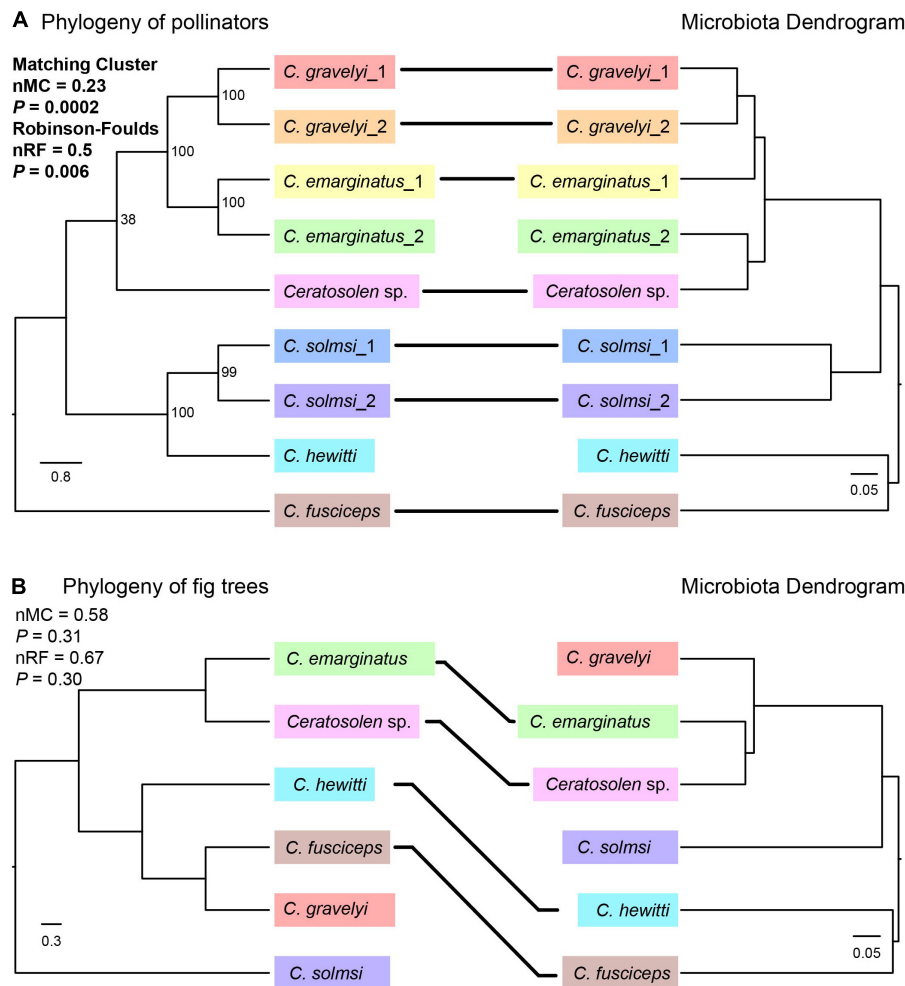 A Phylogeny of pollinators
Microbiota Dendrogram
Matching Cluster
nMC = 0.23
P = 0.0002
Robinson-Foulds
nRF = 0.5
P = 0.006
C. gravelyi_1
C. gravelyi_1
100
C. gravelyi_2
C. gravelyi_2
100
C. emarginatus_1
C. emarginatus_1
100
38
C. emarginatus_2
C. emarginatus_2
Ceratosolen sp.
Ceratosolen sp.
C. solmsi_1
C. solmsi_1
99
C. solmsi_2
C. solmsi_2
100
C. hewitti
C. hewitti
0.8
0.05
C. fusciceps
C. fusciceps
B Phylogeny of fig trees
Microbiota Dendrogram
nMC = 0.58
P = 0.31
nRF = 0.67
P = 0.30
C. emarginatus
C. gravelyi
Ceratosolen sp.
C. emarginatus
C. hewitti
Ceratosolen sp.
C. fusciceps
C. solmsi
C. gravelyi
C. hewitti
0.3
0.05
C. solmsi
C. fusciceps